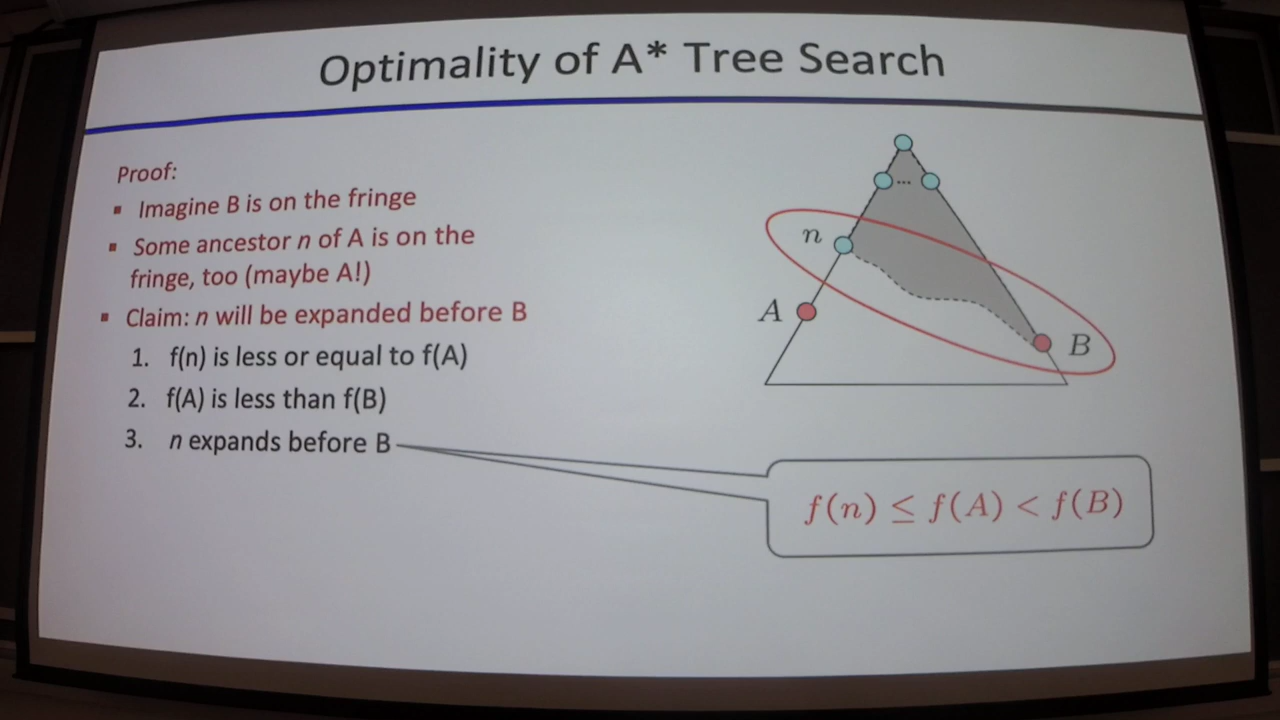 Optimality of A* Tree Search
Proof:
▪ Imagine B is on the fringe
▪ Some ancestor n of A is on the
fringe, too (maybe A!)
▪ Claim: n will be expanded before B
1. f(n) is less or equal to f(A)
2. f(A) is less than f(B)
3. n expands before B
...
n
A
B
f(n) ≤ f(A) < f(B)